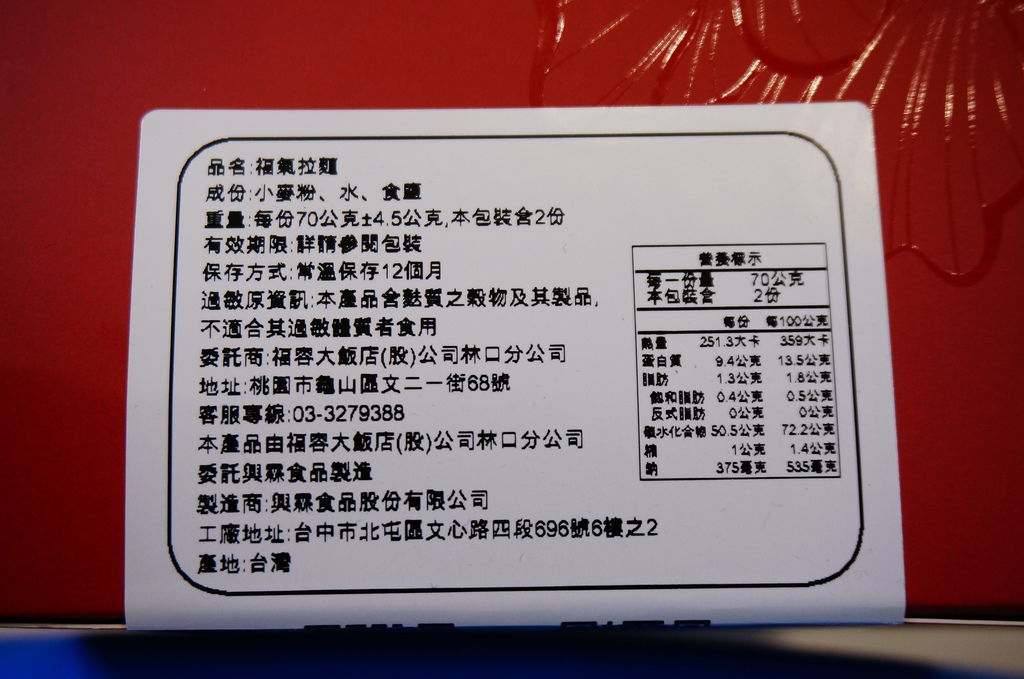 品名:福氣拉麵
成份:小麥粉、水、食鹽
重量:每份70公克±4.5公克,本包裝含2份
有效期限:詳情參閱包裝
保存方式:常溫保存12個月
過敏原資訊:本產品含麩質之穀物及其製品,
不適合其過敏體質者食用
委託商:福容大飯店(股)公司林口分公司
地址:桃園市龜山區文二一街68號
客服專線:03-3279388
本產品由福容大飯店(股)公司林口分公司
委託興霖食品製造
製造商:興霖食品股份有限公司
工廠地址:台中市北屯區文心路四段696號6樓之2
產地:台灣
營養標示
每一份量 70公克
本包裝含 2份
每份 每100公克
熱量 251.3大卡 359大卡
蛋白質 9.4公克 13.5公克
脂肪 1.3公克 1.8公克
飽和脂肪 0.4公克 0.5公克
反式脂肪 0公克 0公克
碳水化合物 50.5公克 72.2公克
糖 1公克 1.4公克
鈉 375毫克 535毫克